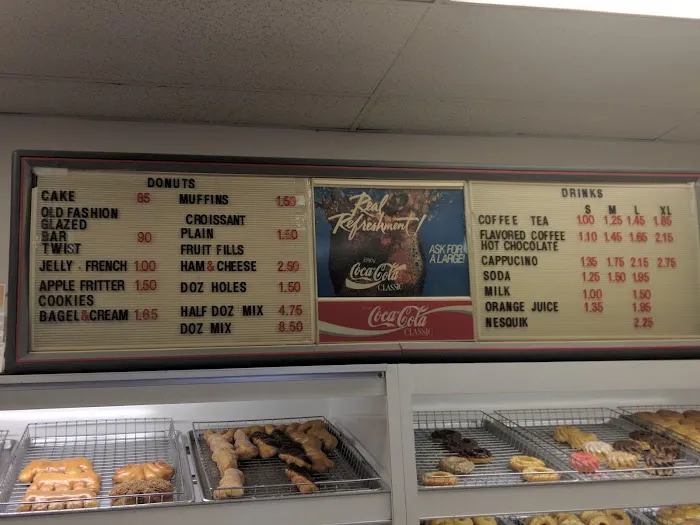 DONUTS
CAKE 85
OLD FASHION
GLAZED
BAR 90
TWIST
JELLY . FRENCH 1.00
APPLE FRITTER 1.50
COOKIES
BAGEL&CREAM 1.65
MUFFINS 1.50
CROISSANT
PLAIN 1.50
FRUIT FILLS
HAM&CHEESE 2.50
DOZ HOLES 1.50
HALF DOZ MIX 4.75
DOZ MIX 8.50
Real
Refreshment!
ASK FOR
A LARGE!
Coca-Cola
CLASSIC
Coca-Cola
CLASSIC
DRINKS
S M L XL
COFFEE TEA 1.00 1.25 1.45 1.85
FLAVORED COFFEE 1.10 1.45 1.65 2.15
HOT CHOCOLATE
CAPPUCINO 1.35 1.75 2.15 2.75
SODA 1.25 1.50 1.95
MILK 1.00 1.50
ORANGE JUICE 1.35 1.95
NESQUIK 2.25